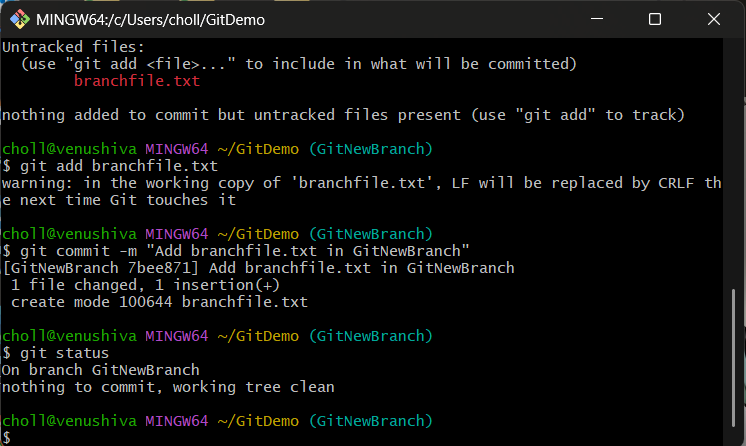 MINGW64:/c/Users/choll/GitDemo
Untracked files:
  (use "git add <file>..." to include in what will be committed)
        branchfile.txt
nothing added to commit but untracked files present (use "git add" to track)
choll@venushiva MINGW64 ~/GitDemo (GitNewBranch)
$ git add branchfile.txt
warning: in the working copy of 'branchfile.txt', LF will be replaced by CRLF th
e next time Git touches it
choll@venushiva MINGW64 ~/GitDemo (GitNewBranch)
$ git commit -m "Add branchfile.txt in GitNewBranch"
[GitNewBranch 7bee871] Add branchfile.txt in GitNewBranch
 1 file changed, 1 insertion(+)
 create mode 100644 branchfile.txt
choll@venushiva MINGW64 ~/GitDemo (GitNewBranch)
$ git status
On branch GitNewBranch
nothing to commit, working tree clean
choll@venushiva MINGW64 ~/GitDemo (GitNewBranch)
$